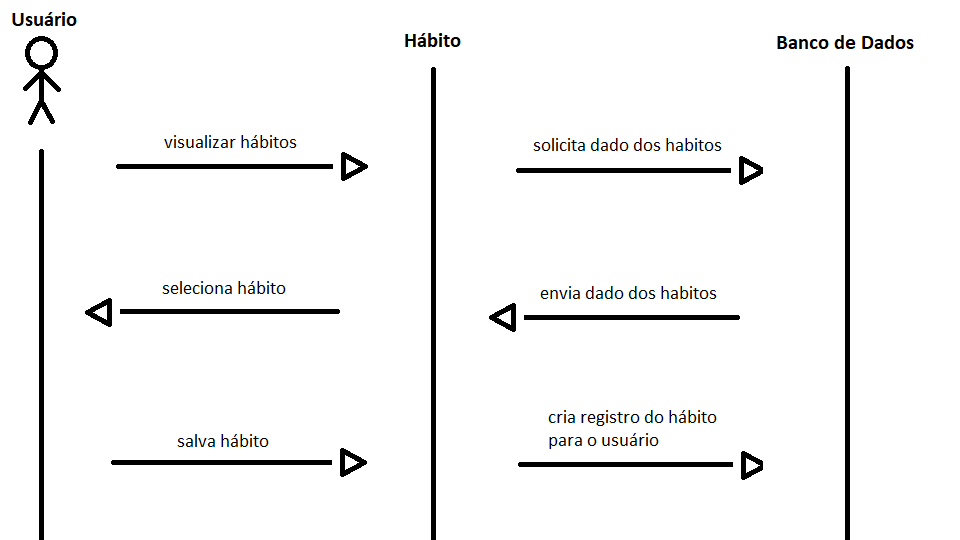 Usuário
Hábito
Banco de Dados
visualizar hábitos
solicita dado dos habitos
seleciona hábito
envia dado dos habitos
salva hábito
cria registro do hábito
para o usuário